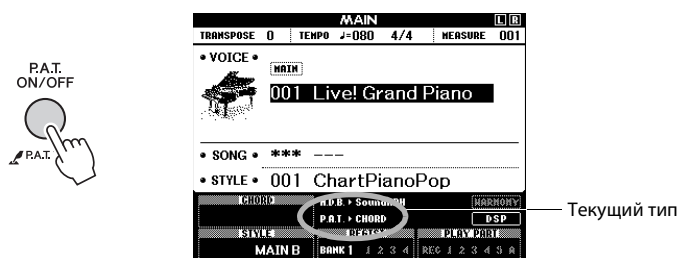 MAIN
L R
TRANSPOSE 0 TEMPO ♩=080 4/4 MEASURE 001
P.A.T.
ON/OFF
P.A.T.
• VOICE •
MAIN
001 Live! Grand Piano
• SONG • *** ---
• STYLE • 001 ChartPianoPop
CHORD
M.D.B. ▸ HARMONY
P.A.T. ▸ CHORD DSP
Текущий тип
STYLE REGIST PLAY PART
MAIN B BANK 1 1 2 3 4 REG 1 2 3 4 5 A